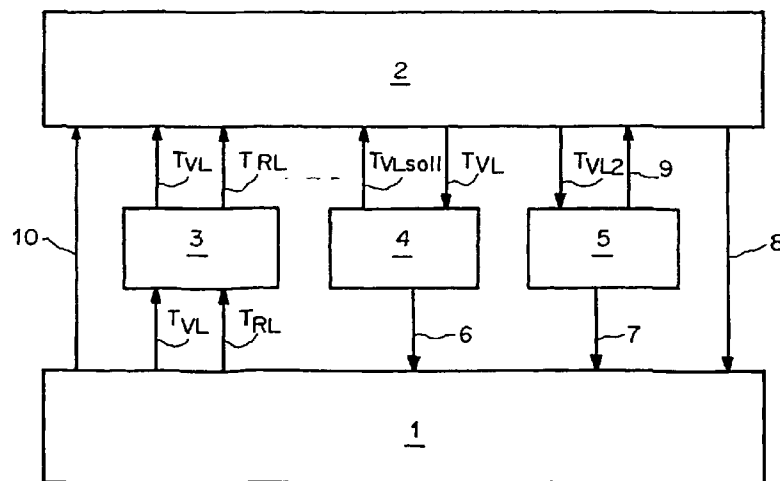 2
TVL TRL TVLsoll TVL TVL2 9
10 3 4 5 8
TVL TRL 6 7
1